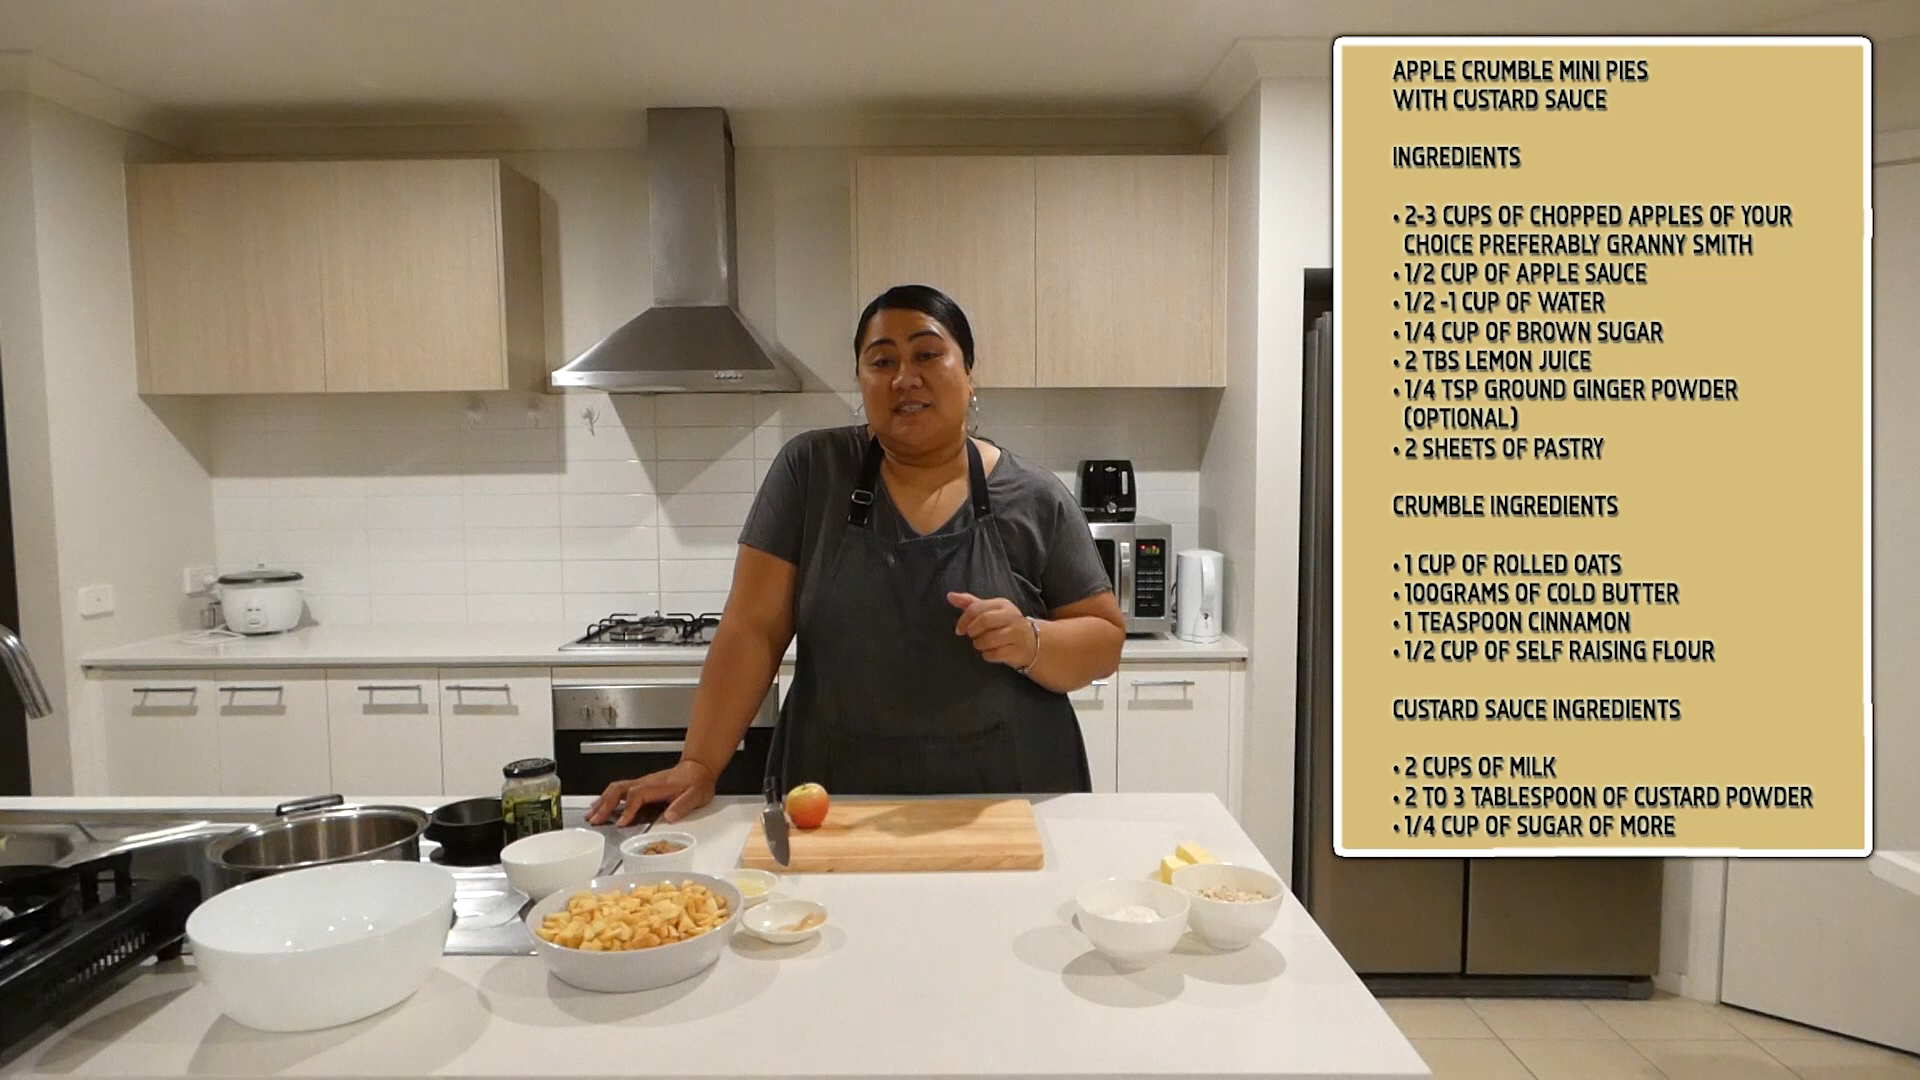 APPLE CRUMBLE MINI PIES
WITH CUSTARD SAUCE
INGREDIENTS
• 2-3 CUPS OF CHOPPED APPLES OF YOUR
CHOICE PREFERABLY GRANNY SMITH
• 1/2 CUP OF APPLE SAUCE
• 1/2 -1 CUP OF WATER
• 1/4 CUP OF BROWN SUGAR
• 2 TBS LEMON JUICE
• 1/4 TSP GROUND GINGER POWDER
(OPTIONAL)
• 2 SHEETS OF PASTRY
CRUMBLE INGREDIENTS
• 1 CUP OF ROLLED OATS
• 100GRAMS OF COLD BUTTER
• 1 TEASPOON CINNAMON
• 1/2 CUP OF SELF RAISING FLOUR
CUSTARD SAUCE INGREDIENTS
• 2 CUPS OF MILK
• 2 TO 3 TABLESPOON OF CUSTARD POWDER
• 1/4 CUP OF SUGAR OF MORE